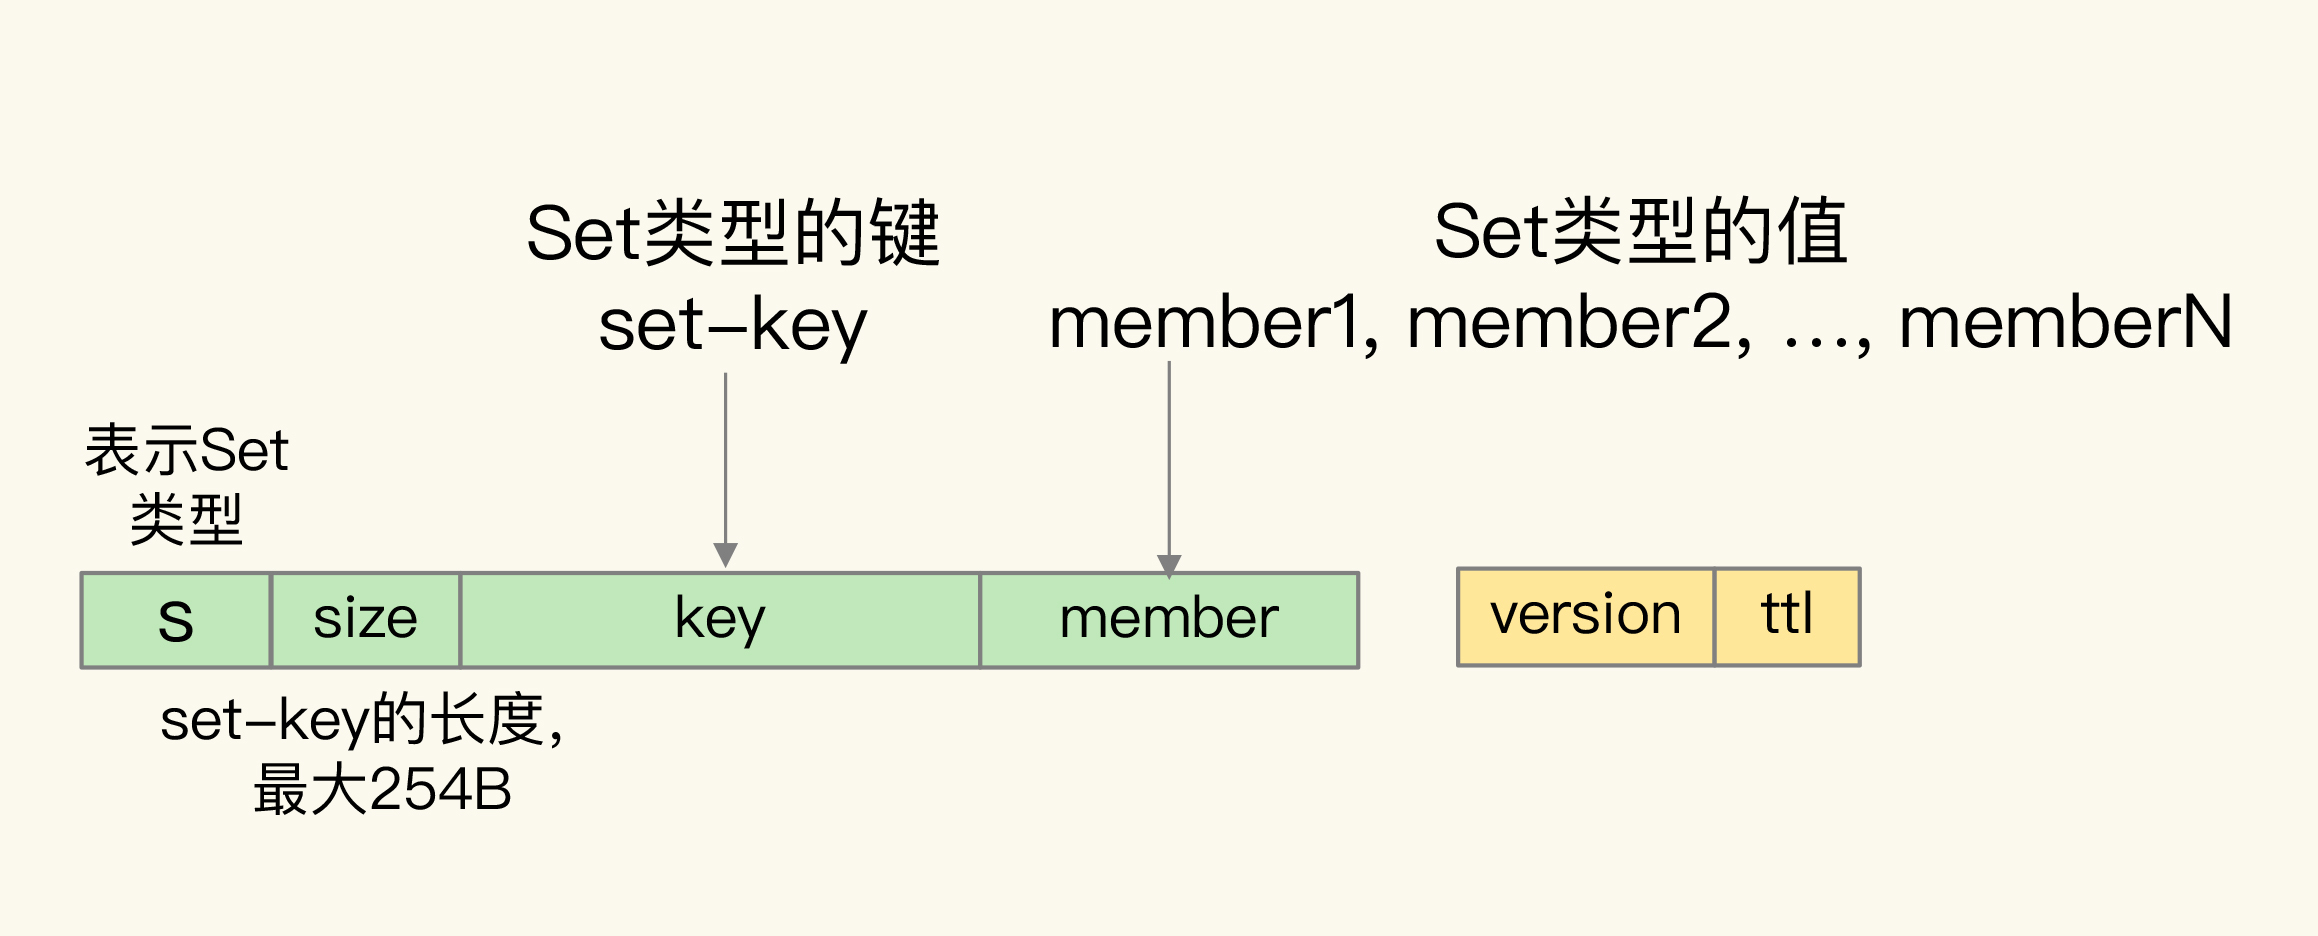 Set类型的键
set-key
Set类型的值
member1, member2, ..., memberN
表示Set
类型
s
size
key
member
version
ttl
set-key的长度,
最大254B